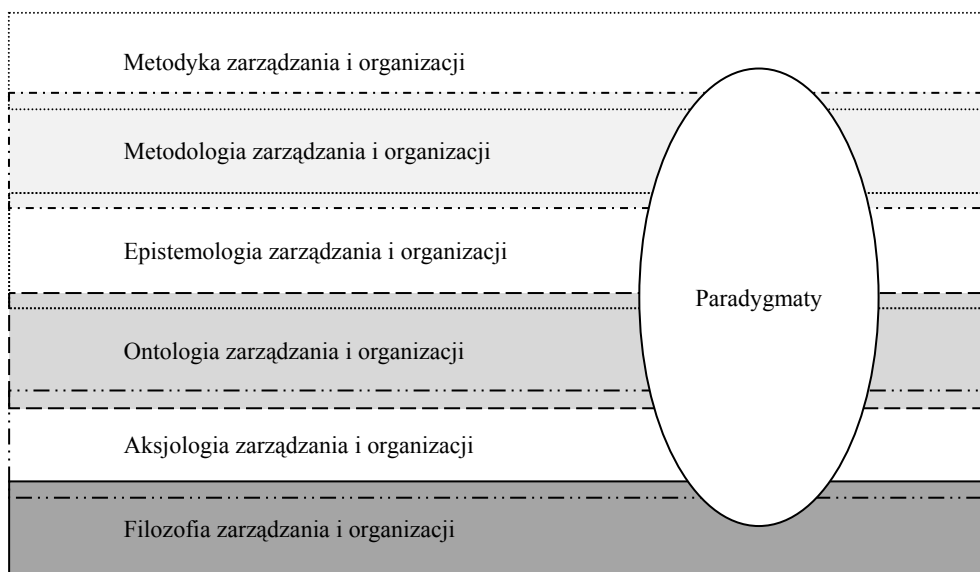 Metodyka zarządzania i organizacji
Metodologia zarządzania i organizacji
Epistemologia zarządzania i organizacji
Paradygmaty
Ontologia zarządzania i organizacji
Aksjologia zarządzania i organizacji
Filozofia zarządzania i organizacji